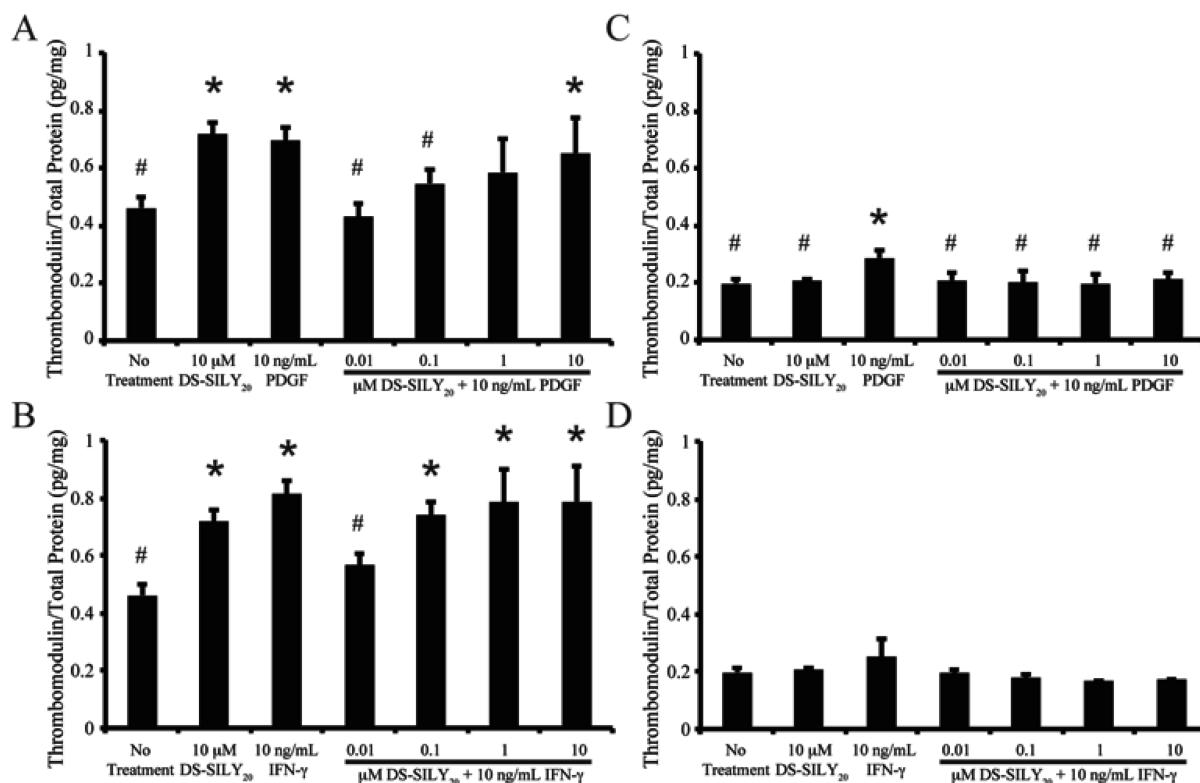 A
Thrombomodulin/Total Protein (pg/mg)
1
0.8
0.6
0.4
0.2
0
#
*
*
#
#
*
No Treatment
10 μM DS-SILY₂₀
10 ng/mL PDGF
0.01
0.1
1
10
μM DS-SILY₂₀ + 10 ng/mL PDGF
C
Thrombomodulin/Total Protein (pg/mg)
1
0.8
0.6
0.4
0.2
0
#
#
*
#
#
#
#
No Treatment
10 μM DS-SILY₂₀
10 ng/mL PDGF
0.01
0.1
1
10
μM DS-SILY₂₀ + 10 ng/mL PDGF
B
Thrombomodulin/Total Protein (pg/mg)
1
0.8
0.6
0.4
0.2
0
#
*
*
#
*
*
*
No Treatment
10 μM DS-SILY₂₀
10 ng/mL IFN-γ
0.01
0.1
1
10
μM DS-SILY₂₀ + 10 ng/mL IFN-γ
D
Thrombomodulin/Total Protein (pg/mg)
1
0.8
0.6
0.4
0.2
0
No Treatment
10 μM DS-SILY₂₀
10 ng/mL IFN-γ
0.01
0.1
1
10
μM DS-SILY₂₀ + 10 ng/mL IFN-γ